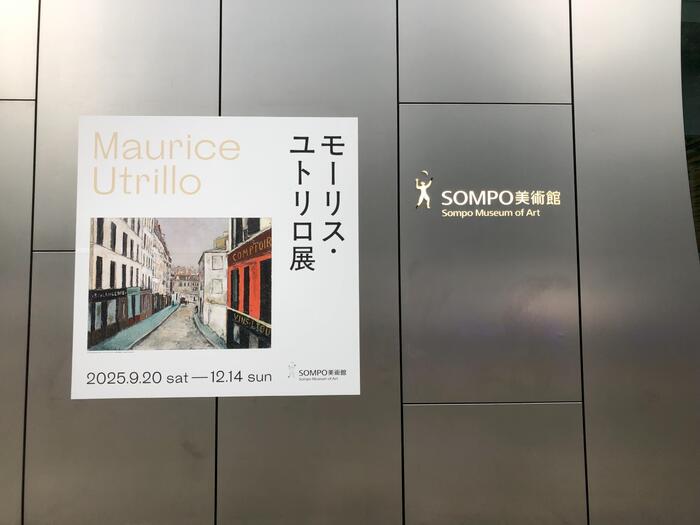 Maurice
Utrillo
モーリス・
ユトリロ展
COMPTOIR
VINS-
2025.9.20 sat — 12.14 sun
SOMPO美術館
Sompo Museum of Art
SOMPO美術館
Sompo Museum of Art